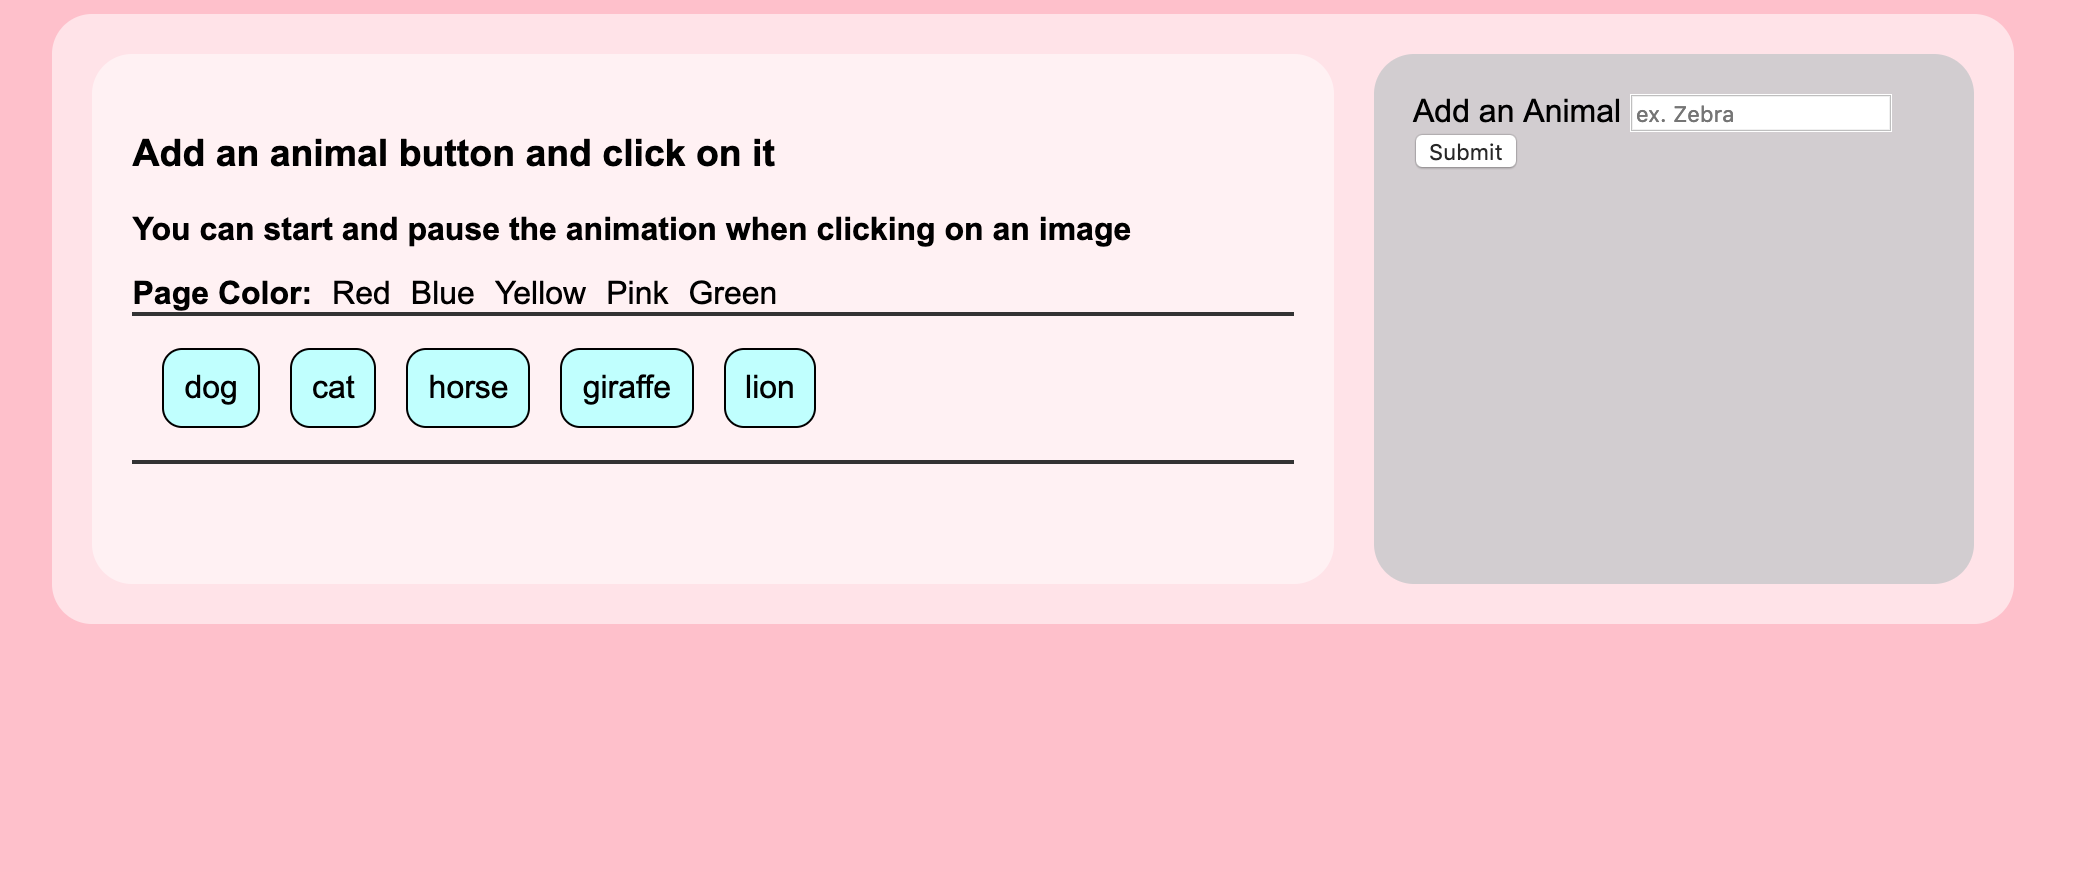 Add an animal button and click on it
You can start and pause the animation when clicking on an image
Page Color: Red Blue Yellow Pink Green
dog cat horse giraffe lion
Add an Animal ex. Zebra
Submit